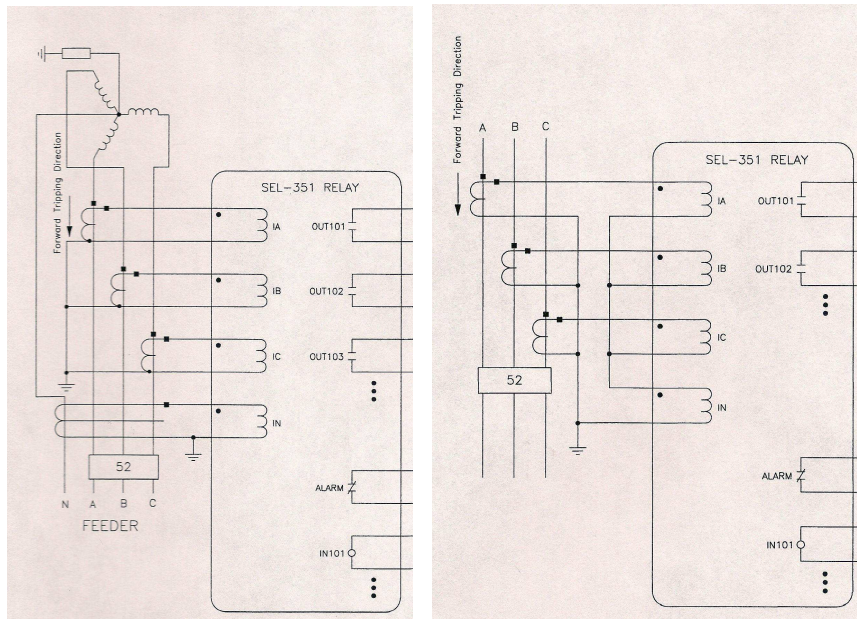 Forward Tripping Direction
SEL-351 RELAY
IA
OUT101
IB
OUT102
IC
OUT103
IN
52
ALARM
N A B C
FEEDER
IN101
Forward Tripping Direction
A B C
SEL-351 RELAY
IA
OUT101
IB
OUT102
IC
52
IN
ALARM
IN101